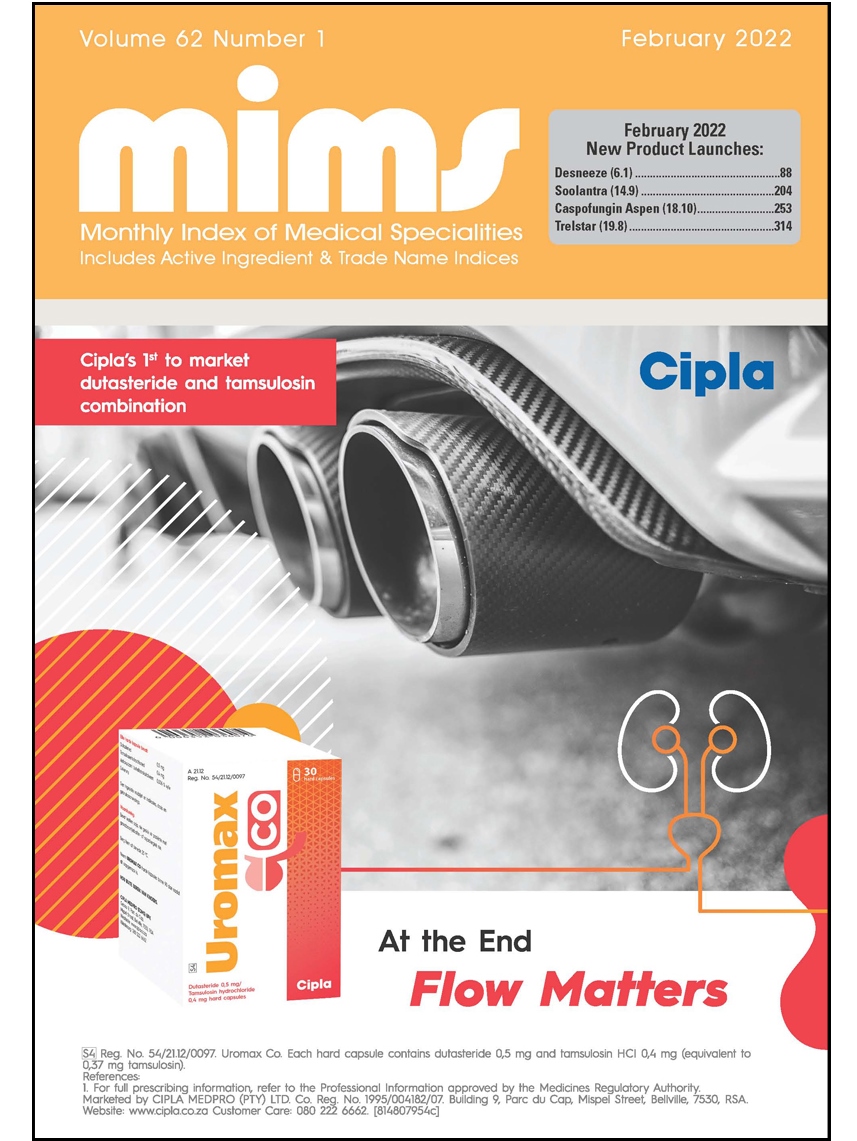 Volume 62 Number 1
February 2022
mims
Monthly Index of Medical Specialities
Includes Active Ingredient & Trade Name Indices
February 2022
New Product Launches:
Desneeze (6.1) ................................................88
Soolantra (14.9) .............................................204
Caspofungin Aspen (18.10)..........................253
Trelstar (19.8) .................................................314
Cipla's 1st to market
dutasteride and tamsulosin
combination
Cipla
A 21.12
Reg. No. 54/21.12/0097
30
Hard capsules
Uromax
co
S4
Dutasteride 0,5 mg/
Tamsulosin hydrochloride
0,4 mg hard capsules
Cipla
At the End
Flow Matters
S4 Reg. No. 54/21.12/0097. Uromax Co. Each hard capsule contains dutasteride 0,5 mg and tamsulosin HCl 0,4 mg (equivalent to
0,37 mg tamsulosin).
References:
1. For full prescribing information, refer to the Professional Information approved by the Medicines Regulatory Authority.
Marketed by CIPLA MEDPRO (PTY) LTD. Co. Reg. No. 1995/004182/07. Building 9, Parc du Cap, Mispel Street, Bellville, 7530, RSA.
Website: www.cipla.co.za Customer Care: 080 222 6662. [814807954c]